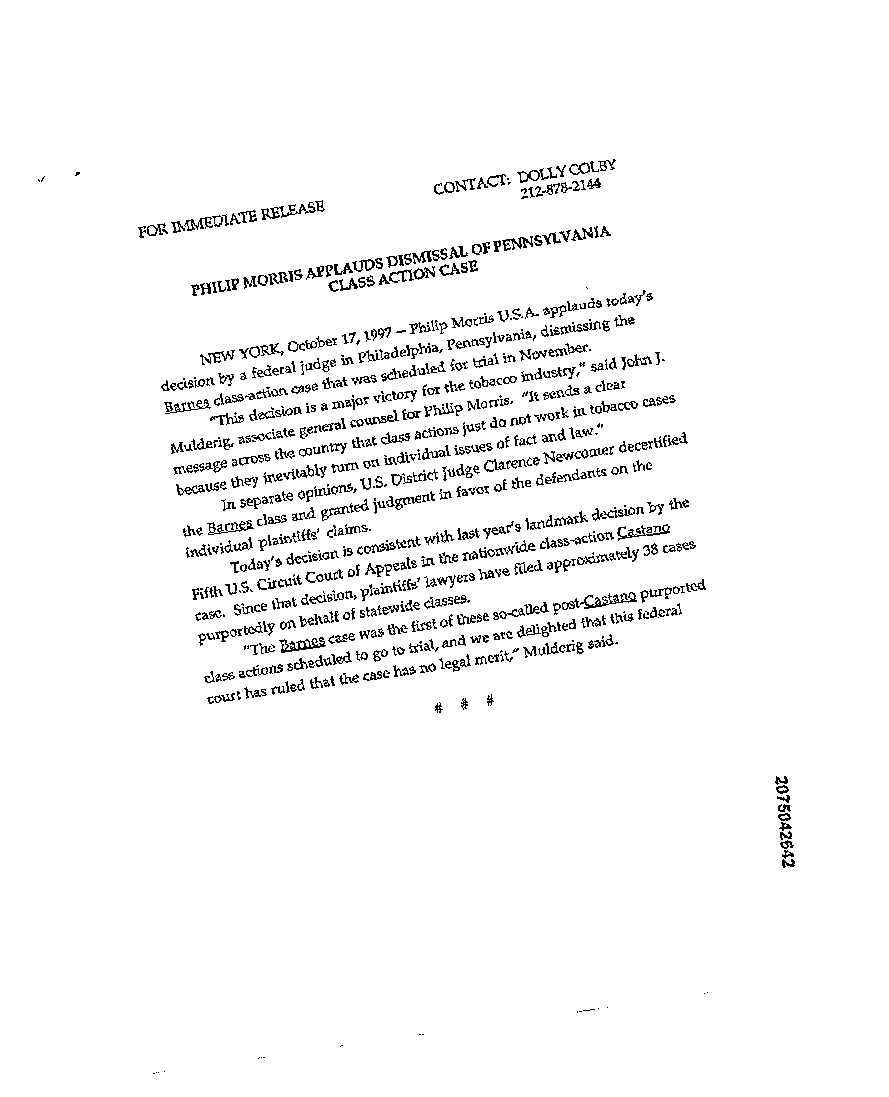 CONTACT: DOLLY COLBY
212-878-2144
FOR IMMEDIATE RELEASE
PHILIP MORRIS APPLAUDS DISMISSAL OF PENNSYLVANIA
CLASS ACTION CASE
NEW YORK, October 17, 1997 -- Philip Morris U.S.A. applauds today's
decision by a federal judge in Philadelphia, Pennsylvania, dismissing the
Barnes class-action case that was scheduled for trial in November.
"This decision is a major victory for the tobacco industry," said John J.
Mulderig, associate general counsel for Philip Morris. "It sends a clear
message across the country that class actions just do not work in tobacco cases
because they inevitably turn on individual issues of fact and law."
In separate opinions, U.S. District Judge Clarence Newcomer decertified
the Barnes class and granted judgment in favor of the defendants on the
individual plaintiffs' claims.
Today's decision is consistent with last year's landmark decision by the
Fifth U.S. Circuit Court of Appeals in the nationwide class-action Castano
case. Since that decision, plaintiffs' lawyers have filed approximately 38 cases
purportedly on behalf of statewide classes.
"The Barnes case was the first of these so-called post-Castano purported
class actions scheduled to go to trial, and we are delighted that this federal
court has ruled that the case has no legal merit," Mulderig said.
# # #
2075042642